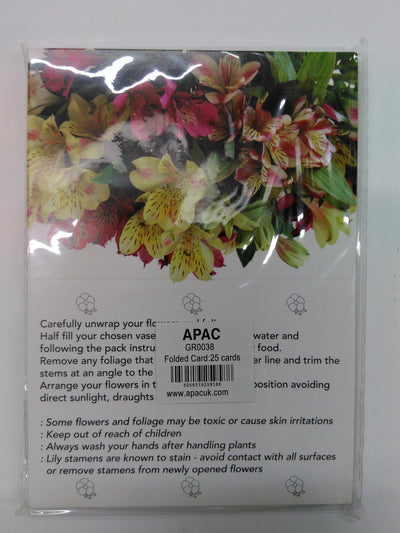 Carefully unwrap your
Half fill your chosen vase water and
following the pack food.
Remove any foliage that line and trim the
stems at an angle to the
Arrange your flowers in position avoiding
direct sunlight, draughts
APAC
GR0038
Folded Card:25 cards
www.apacuk.com
: Some flowers and foliage may be toxic or cause skin irritations
: Keep out of reach of children
: Always wash your hands after handling plants
: Lily stamens are known to stain - avoid contact with all surfaces
or remove stamens from newly opened flowers